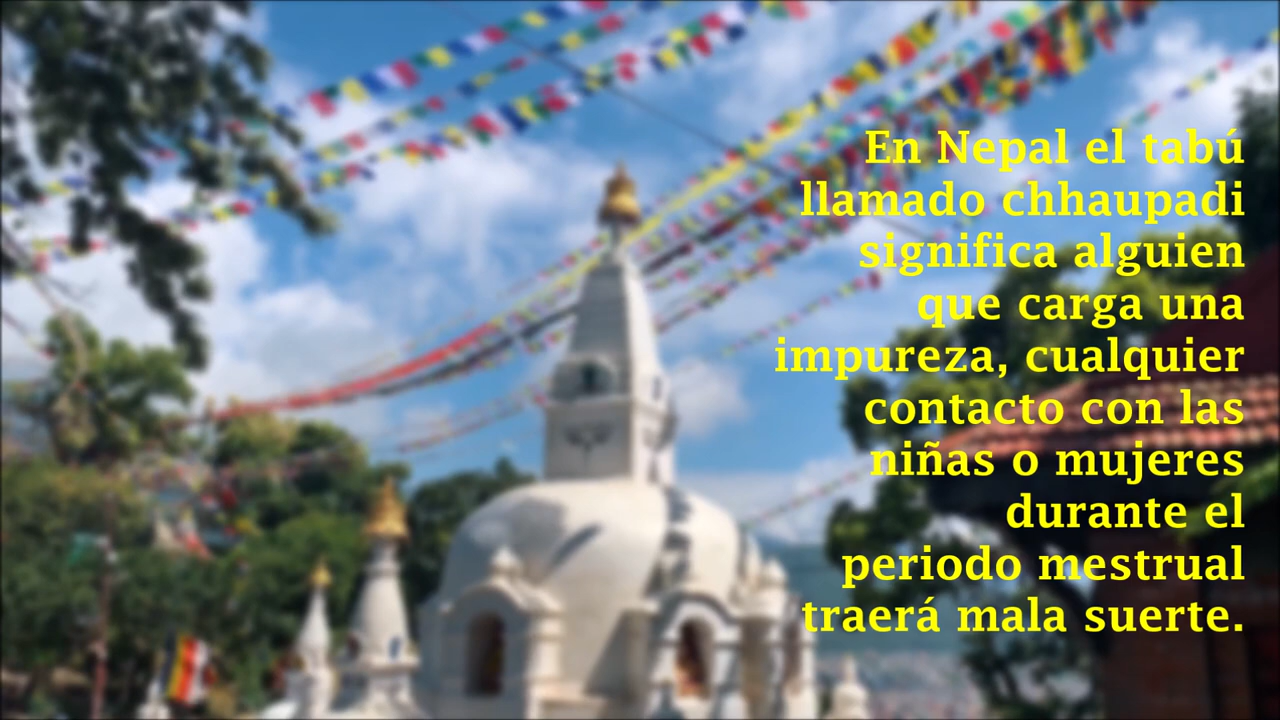 En Nepal el tabú
llamado chhaupadi
significa alguien
que carga una
impureza, cualquier
contacto con las
niñas o mujeres
durante el
periodo mestrual
traerá mala suerte.